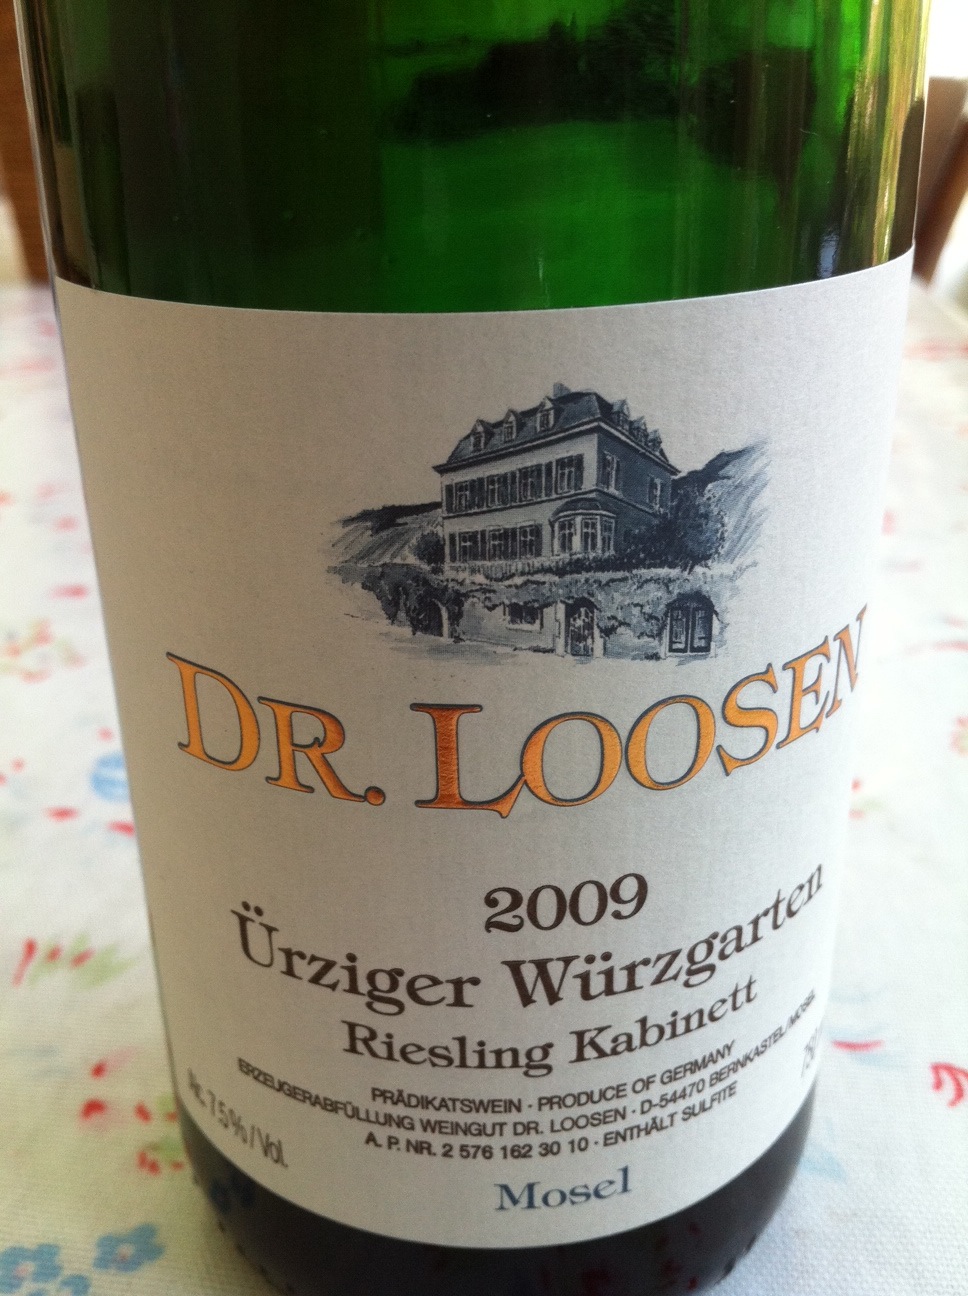 DR. LOOSEN
2009
Ürziger Würzgarten
Riesling Kabinett
PRÄDIKATSWEIN · PRODUCE OF GERMANY
ERZEUGERABFÜLLUNG WEINGUT DR. LOOSEN · D-54470 BERNKASTEL/MOSEL
A. P. NR. 2 576 162 30 10 · ENTHÄLT SULFITE
Alc. 7.5%/Vol.
Mosel